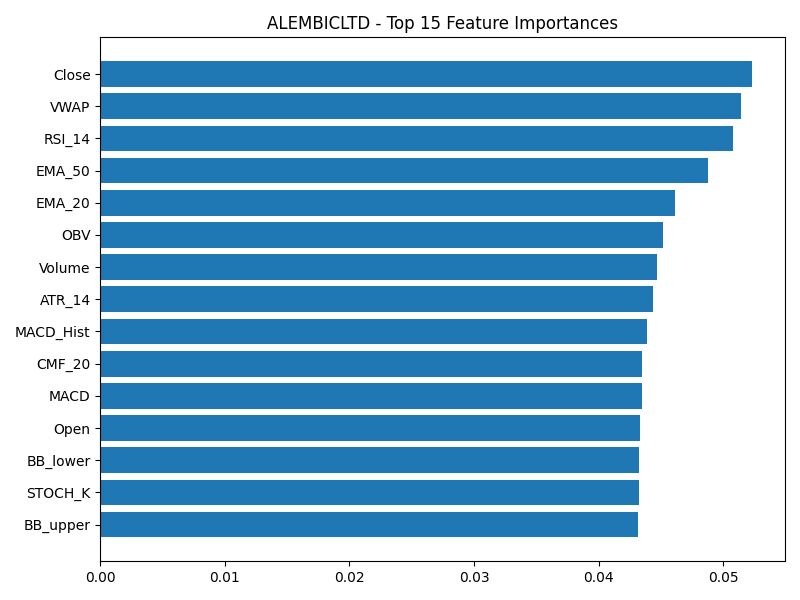 ALEMBICLTD - Top 15 Feature Importances
Close
VWAP
RSI_14
EMA_50
EMA_20
OBV
Volume
ATR_14
MACD_Hist
CMF_20
MACD
Open
BB_lower
STOCH_K
BB_upper
0.00 0.01 0.02 0.03 0.04 0.05